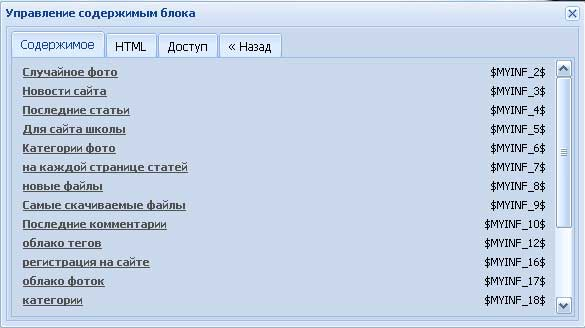 Управление содержимым блока
Содержимое HTML Доступ « Назад
Случайное фото $MYINF_2$
Новости сайта $MYINF_3$
Последние статьи $MYINF_4$
Для сайта школы $MYINF_5$
Категории фото $MYINF_6$
на каждой странице статей $MYINF_7$
новые файлы $MYINF_8$
Самые скачиваемые файлы $MYINF_9$
Последние комментарии $MYINF_10$
облако тегов $MYINF_12$
регистрация на сайте $MYINF_16$
облако фоток $MYINF_17$
категории $MYINF_18$